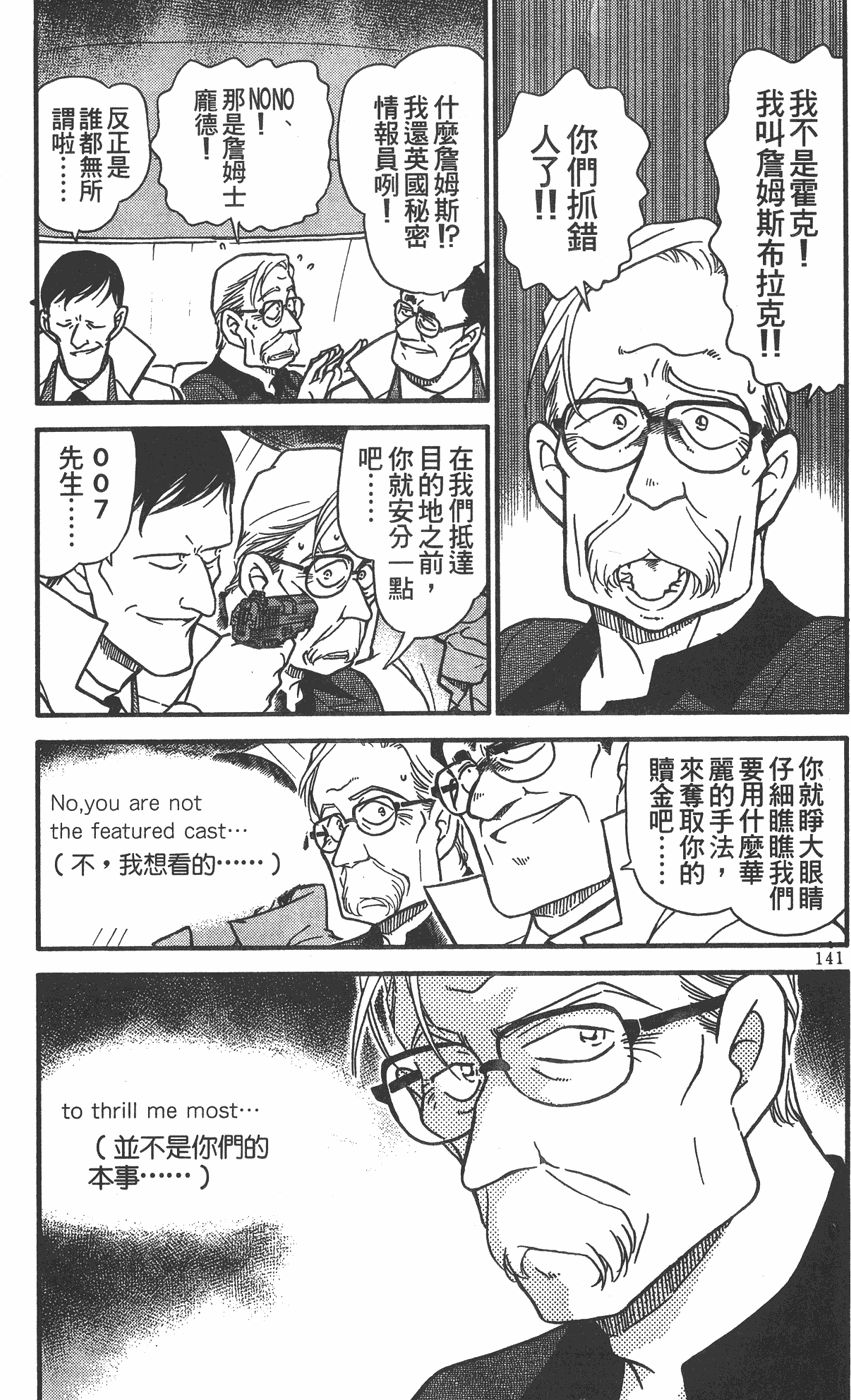 我不是霍克！
我叫詹姆斯布拉克!!
你們抓錯
人了!!
什麼詹姆斯!?
我還英國秘密
情報員咧！
NONO、
！
那是詹姆士
龐德！
反正是
誰都無所
謂啦……
在我們抵達
目的地之前，
你就安分一點
吧……
007
先生……
你就睜大眼睛
仔細瞧瞧我們
要用什麼華
麗的手法，
來奪取你的
贖金吧……
No,you are not
the featured cast…
（不，我想看的……）
141
to thrill me most…
（並不是你們的
本事……）